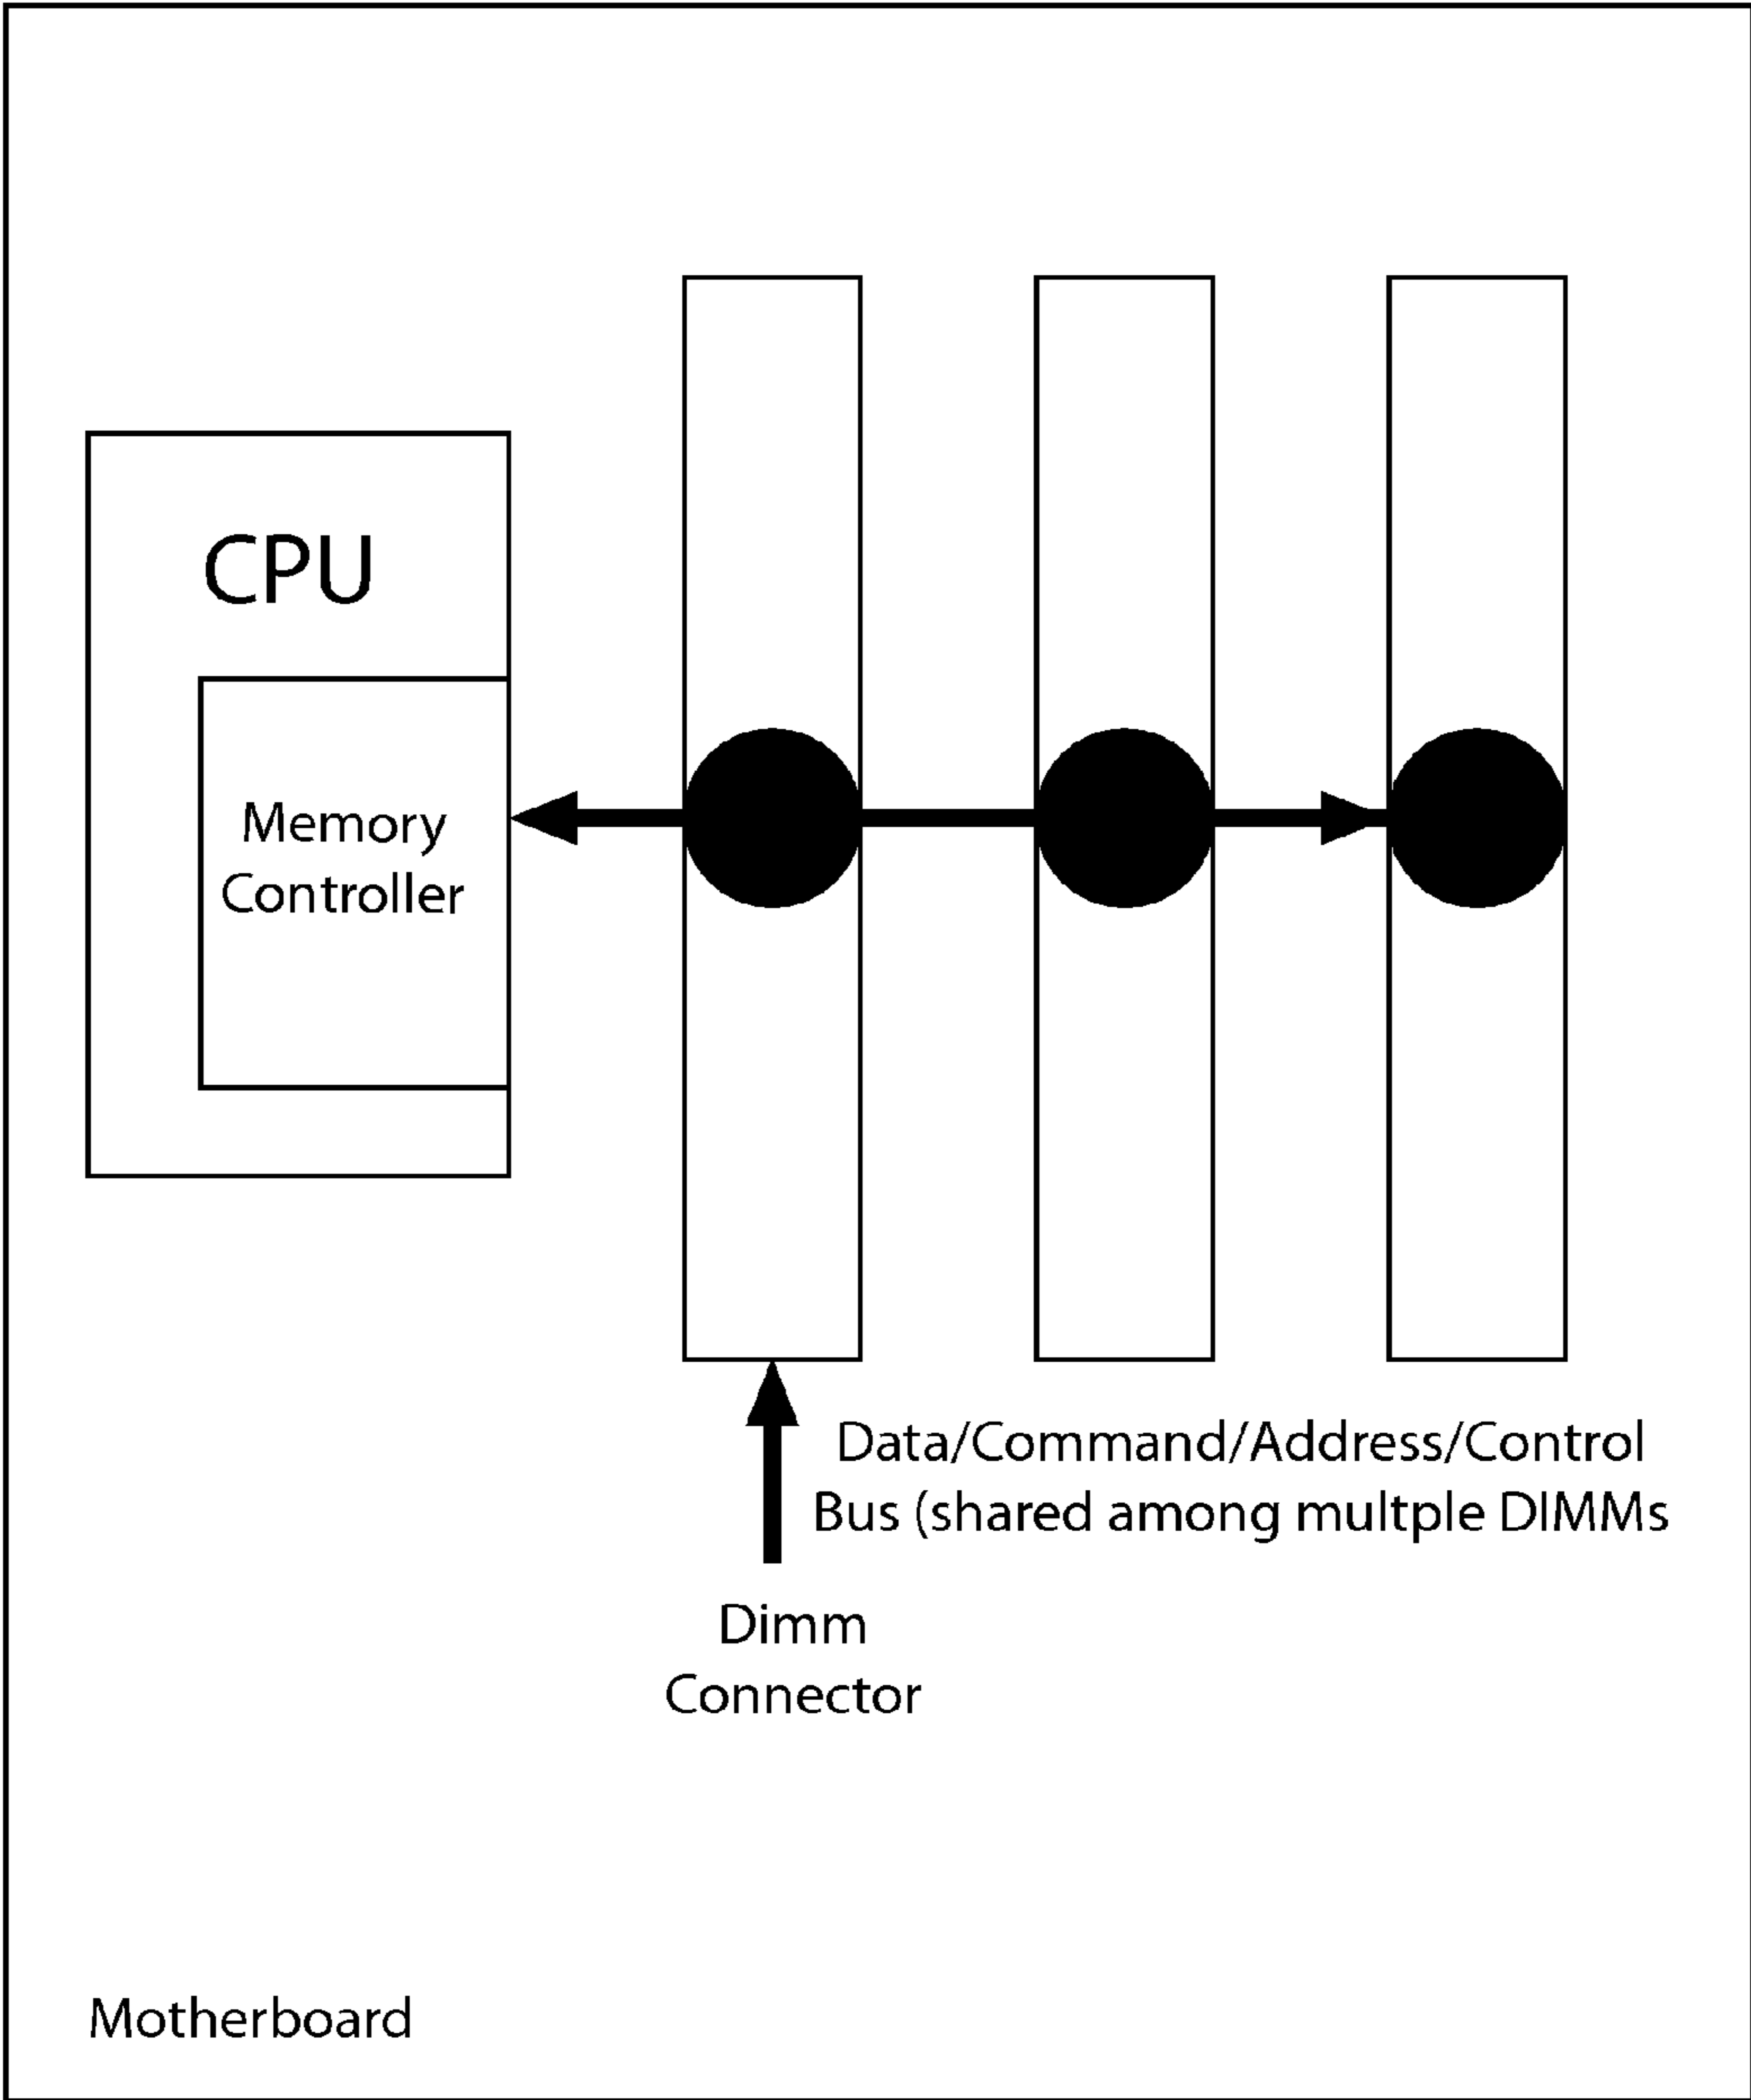 CPU
Memory
Controller
Data/Command/Address/Control
Bus (shared among multple DIMMs
Dimm
Connector
Motherboard